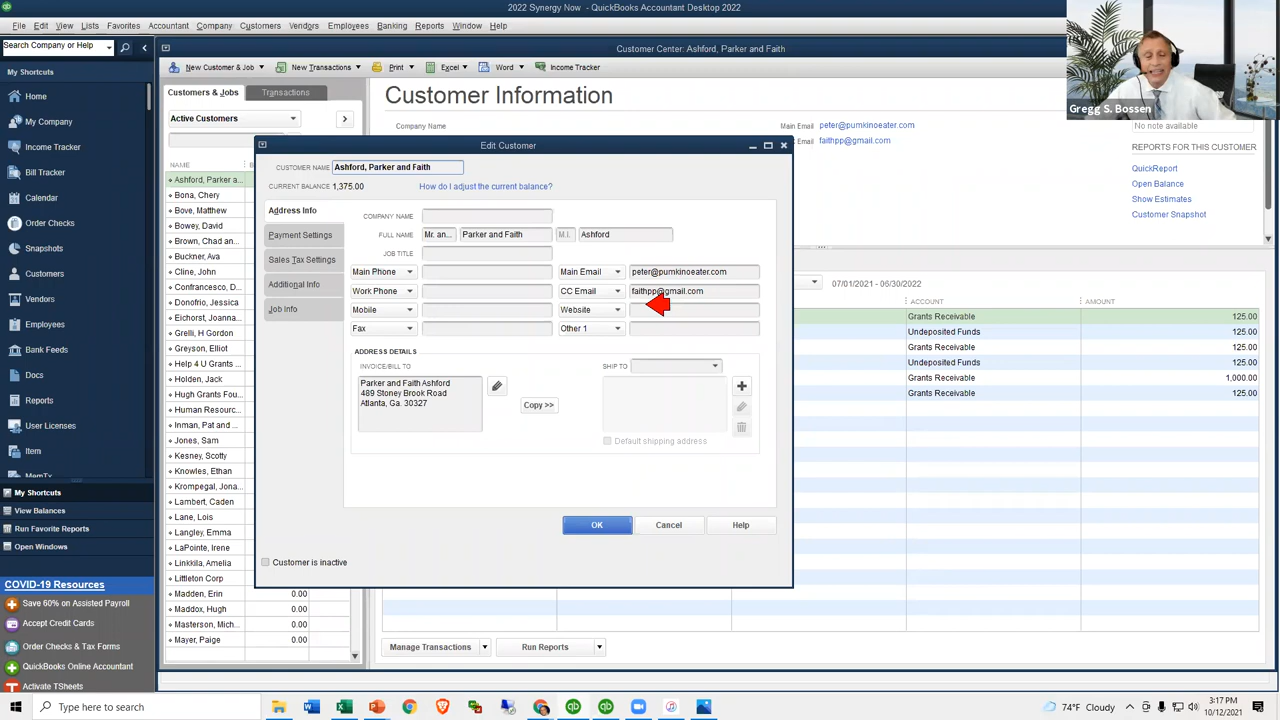 2022 Synergy Now - QuickBooks Accountant Desktop 2022
File Edit View Lists Favorites Accountant Company Customers Vendors Employees Banking Reports Window Help
Search Company or Help
My Shortcuts
Home
My Company
Income Tracker
Bill Tracker
Calendar
Order Checks
Snapshots
Customers
Vendors
Employees
Bank Feeds
Docs
Reports
User Licenses
Item
MemTx
My Shortcuts
View Balances
Run Favorite Reports
Open Windows
COVID-19 Resources
Save 60% on Assisted Payroll
Accept Credit Cards
Order Checks & Tax Forms
QuickBooks Online Accountant
Activate TSheets
Customer Center: Ashford, Parker and Faith
New Customer & Job New Transactions Print Excel Word Income Tracker
Customers & Jobs Transactions
Active Customers
NAME
Ashford, Parker a...
Bona, Chery
Bove, Matthew
Bowey, David
Brown, Chad an...
Buckner, Ava
Cline, John
Confrancesco, D...
Donofrio, Jessica
Eichorst, Joanna...
Grelli, H Gordon
Greyson, Elliot
Help 4 U Grants ...
Holden, Jack
Hugh Grants Fou...
Human Resourc...
Inman, Pat and ...
Jones, Sam
Kesney, Scotty
Knowles, Ethan
Krompegal, Jona...
Lambert, Caden
Lane, Lois
Langley, Emma
LaPointe, Irene
Linkkila, Amelia
Littleton Corp
Madden, Erin 0.00
Maddox, Hugh 0.00
Masterson, Mich... 0.00
Mayer, Paige 0.00
Customer Information
Company Name
Main Email peter@pumkinoeater.com
Email faithpp@gmail.com
No note available
REPORTS FOR THIS CUSTOMER
QuickReport
Open Balance
Show Estimates
Customer Snapshot
Gregg S. Bossen
Edit Customer
CUSTOMER NAME Ashford, Parker and Faith
CURRENT BALANCE 1,375.00 How do I adjust the current balance?
Address Info
Payment Settings
Sales Tax Settings
Additional Info
Job Info
COMPANY NAME
FULL NAME Mr. an... Parker and Faith M.I. Ashford
JOB TITLE
Main Phone Main Email peter@pumkinoeater.com
Work Phone CC Email faithpp@gmail.com
Mobile Website
Fax Other 1
ADDRESS DETAILS
INVOICE/BILL TO
Parker and Faith Ashford
489 Stoney Brook Road
Atlanta, Ga. 30327
Copy >>
SHIP TO
Default shipping address
OK Cancel Help
Customer is inactive
07/01/2021 - 06/30/2022
ACCOUNT AMOUNT
Grants Receivable 125.00
Undeposited Funds 125.00
Grants Receivable 125.00
Undeposited Funds 125.00
Grants Receivable 1,000.00
Grants Receivable 125.00
Manage Transactions Run Reports
Type here to search
74°F Cloudy
3:17 PM
10/12/2021